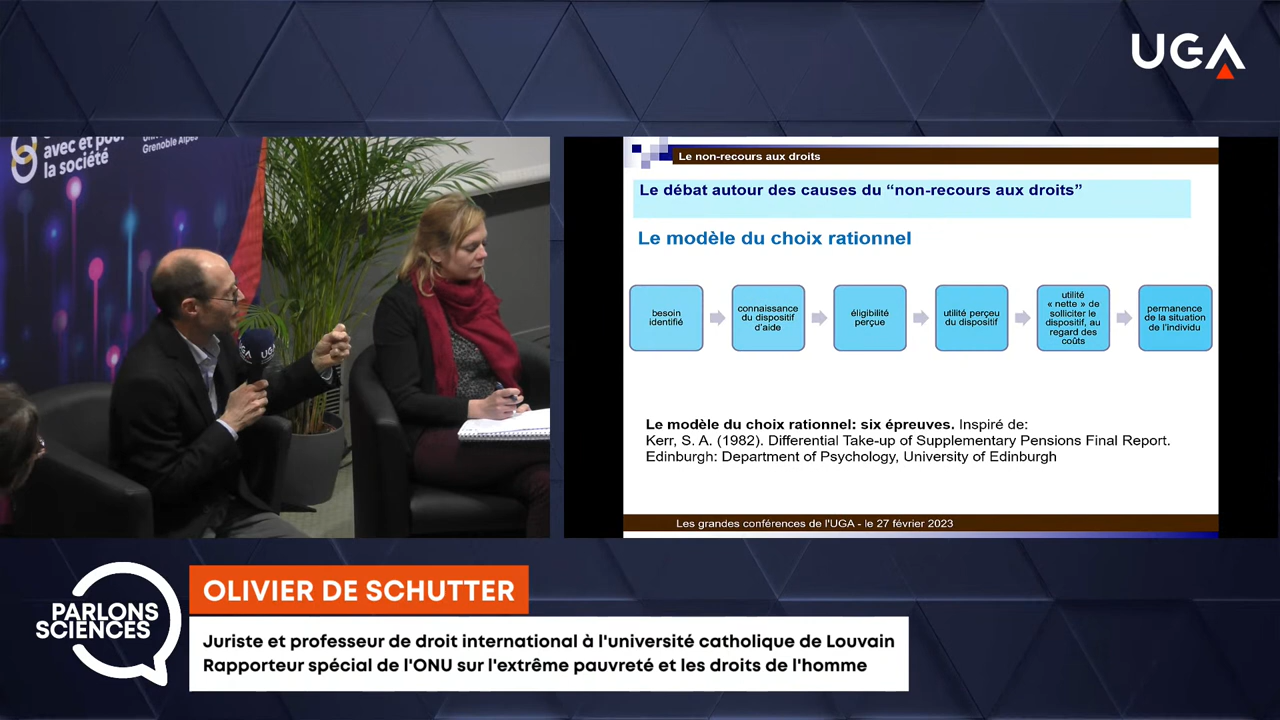 UGA
avec et pour
la société
Grenoble Alpes
UGA
Le non-recours aux droits
Le débat autour des causes du “non-recours aux droits”
Le modèle du choix rationnel
besoin
identifié
connaissance
du dispositif
d'aide
éligibilité
perçue
utilité perçeu
du dispositif
utilité
« nette » de
solliciter le
dispositif, au
regard des
coûts
permanence
de la situation
de l'individu
Le modèle du choix rationnel: six épreuves. Inspiré de:
Kerr, S. A. (1982). Differential Take-up of Supplementary Pensions Final Report.
Edinburgh: Department of Psychology, University of Edinburgh
Les grandes conférences de l'UGA - le 27 février 2023
PARLONS
SCIENCES
OLIVIER DE SCHUTTER
Juriste et professeur de droit international à l'université catholique de Louvain
Rapporteur spécial de l'ONU sur l'extrême pauvreté et les droits de l'homme